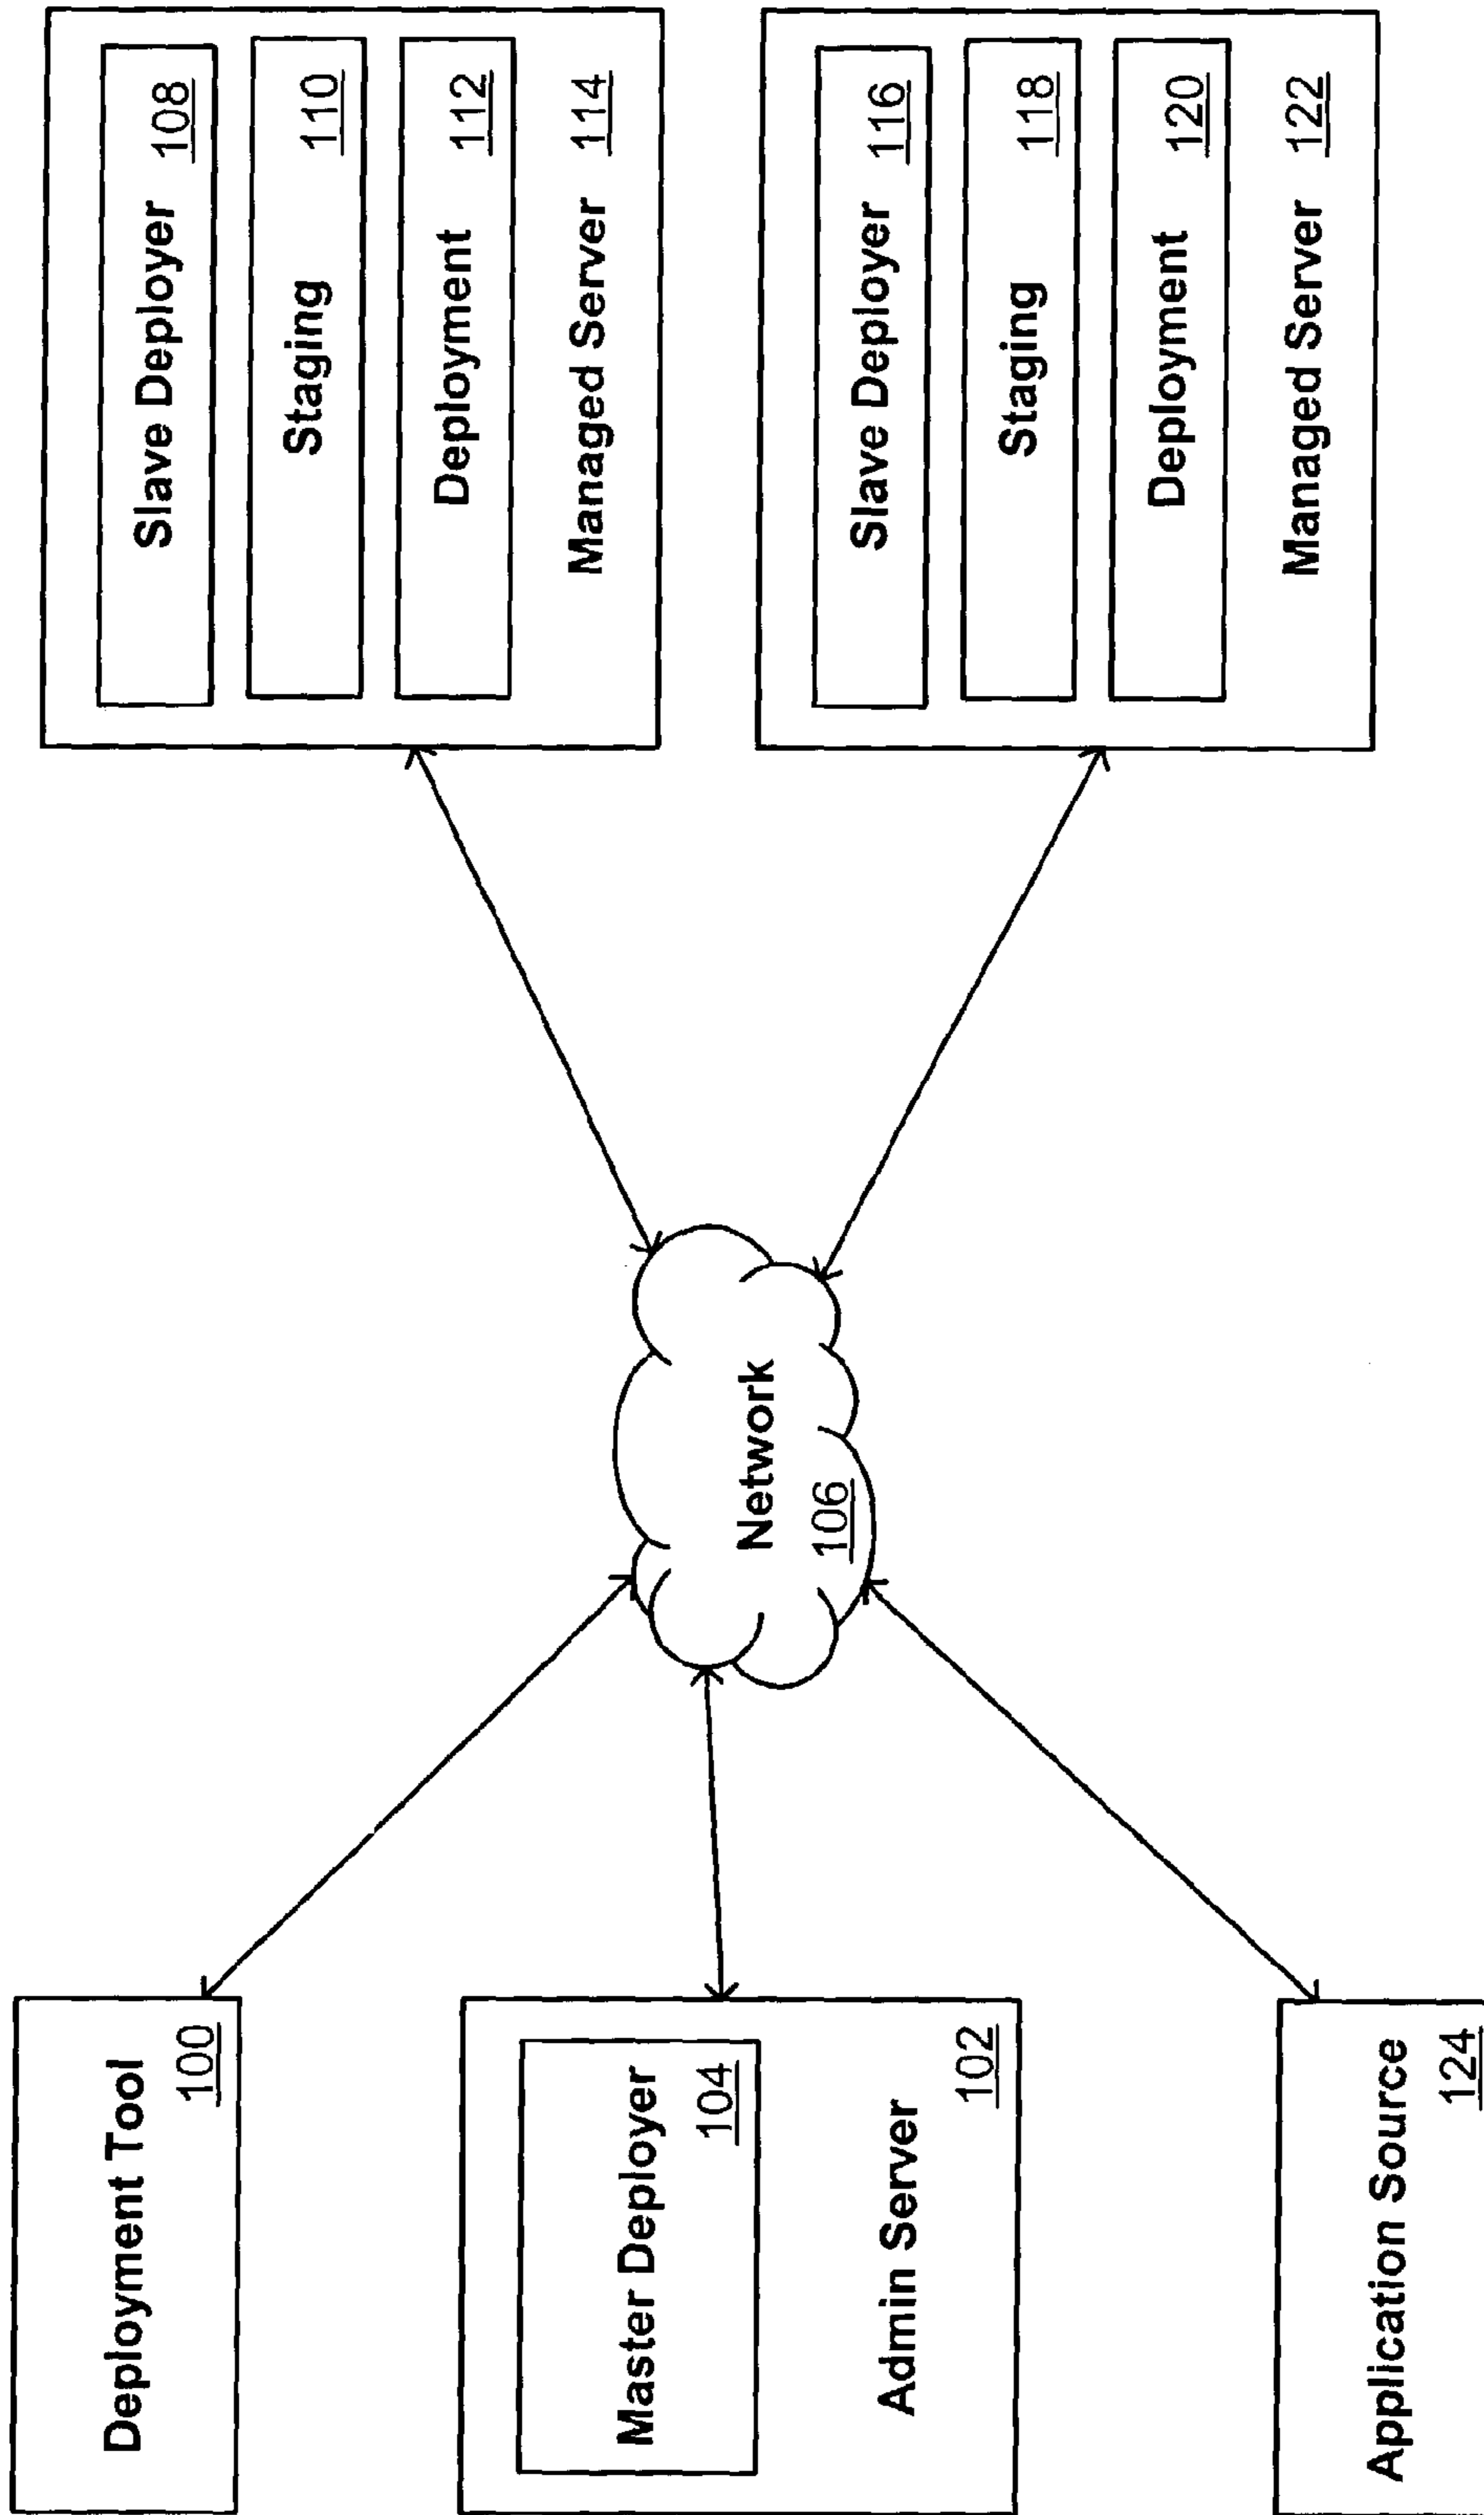 Deployment Tool
100
Master Deployer
104
Admin Server
102
Application Source
124
Network
106
Slave Deployer 108
Staging 110
Deployment 112
Managed Server 114
Slave Deployer 116
Staging 118
Deployment 120
Managed Server 122